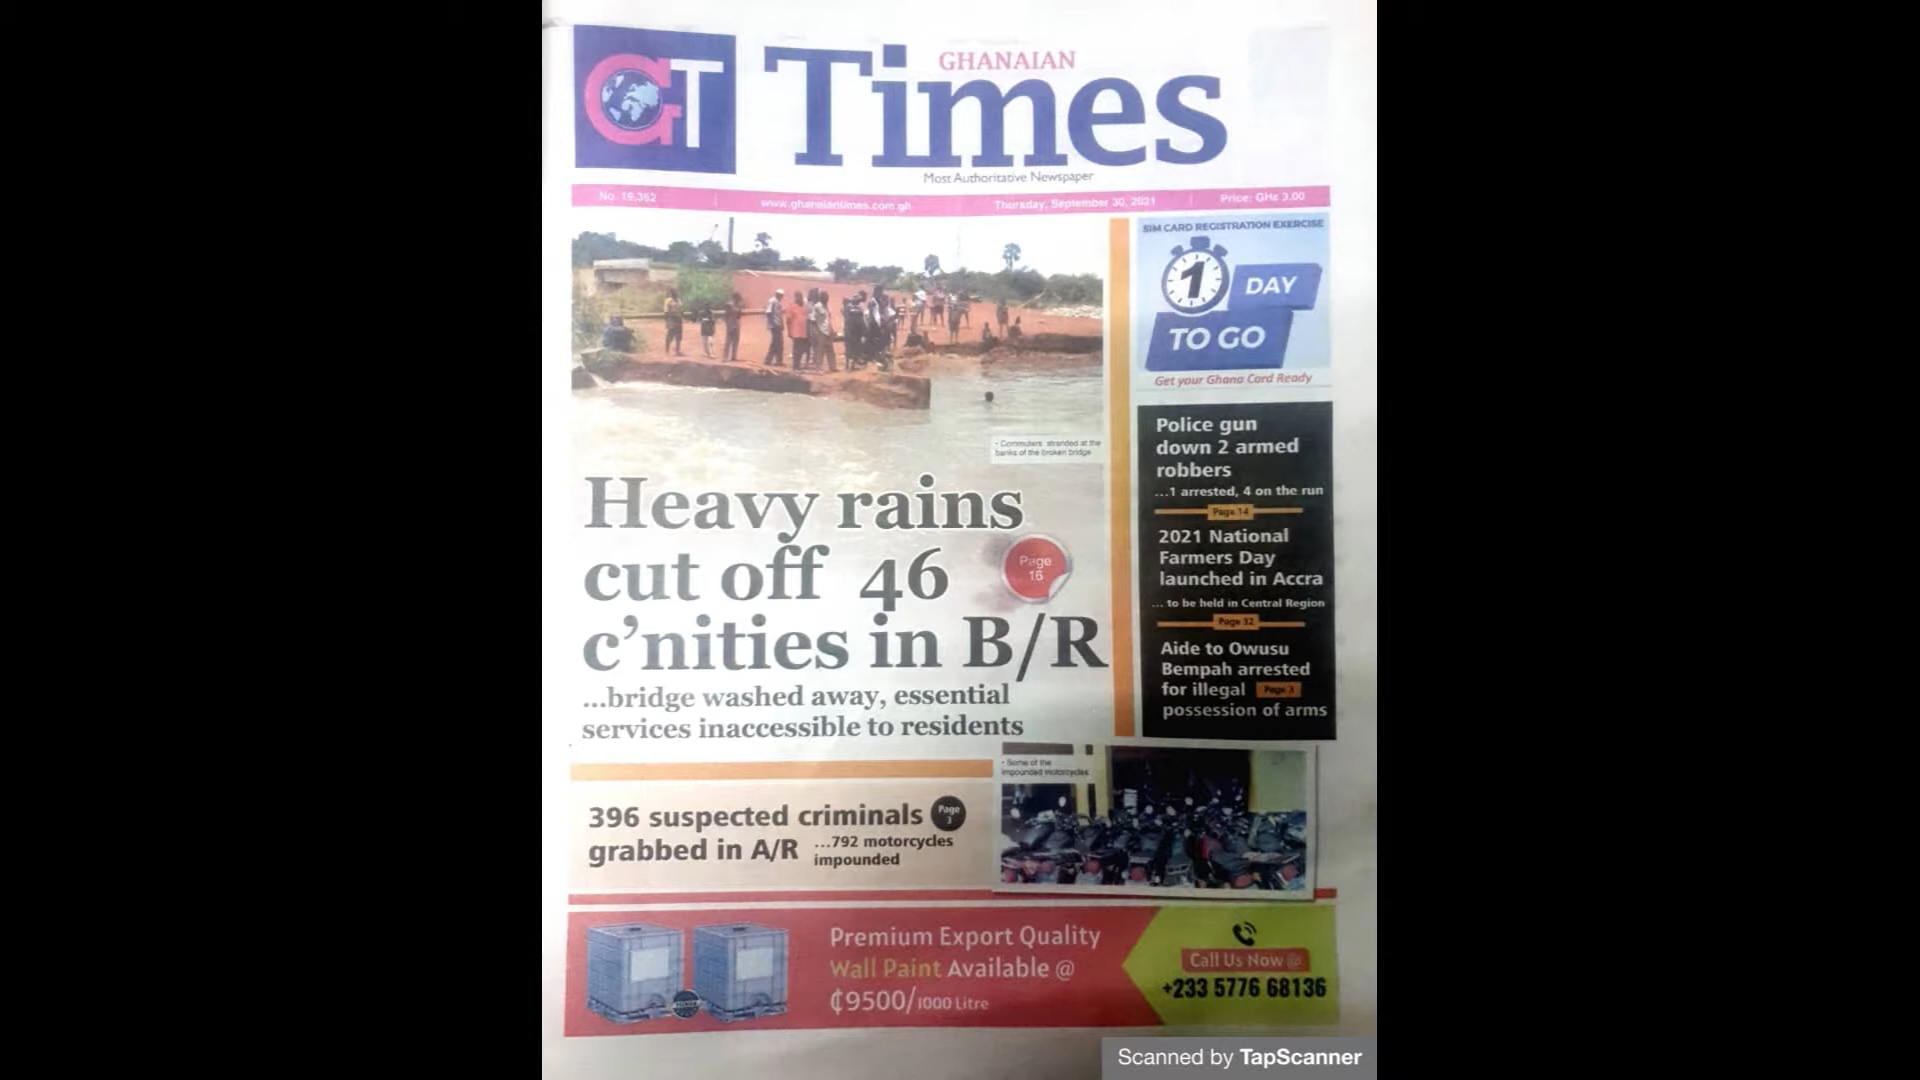 GT
GHANAIAN
Times
Most Authoritative Newspaper
No. 19,352
www.ghanaiantimes.com.gh
Thursday, September 30, 2021
Price: GH¢ 3.00
• Commuters stranded at the
banks of the broken bridge
Heavy rains
cut off 46
c'nities in B/R
Page
16
...bridge washed away, essential
services inaccessible to residents
SIM CARD REGISTRATION EXERCISE
1
DAY
TO GO
Get your Ghana Card Ready
Police gun
down 2 armed
robbers
...1 arrested, 4 on the run
Page 14
2021 National
Farmers Day
launched in Accra
... to be held in Central Region
Page 32
Aide to Owusu
Bempah arrested
for illegal Page 3
possession of arms
396 suspected criminals
grabbed in A/R
Page
3
...792 motorcycles
impounded
• Some of the
impounded motorcycles
Premium Export Quality
Wall Paint Available @
₵9500/1000 Litre
Call Us Now @
+233 5776 68136
Scanned by TapScanner